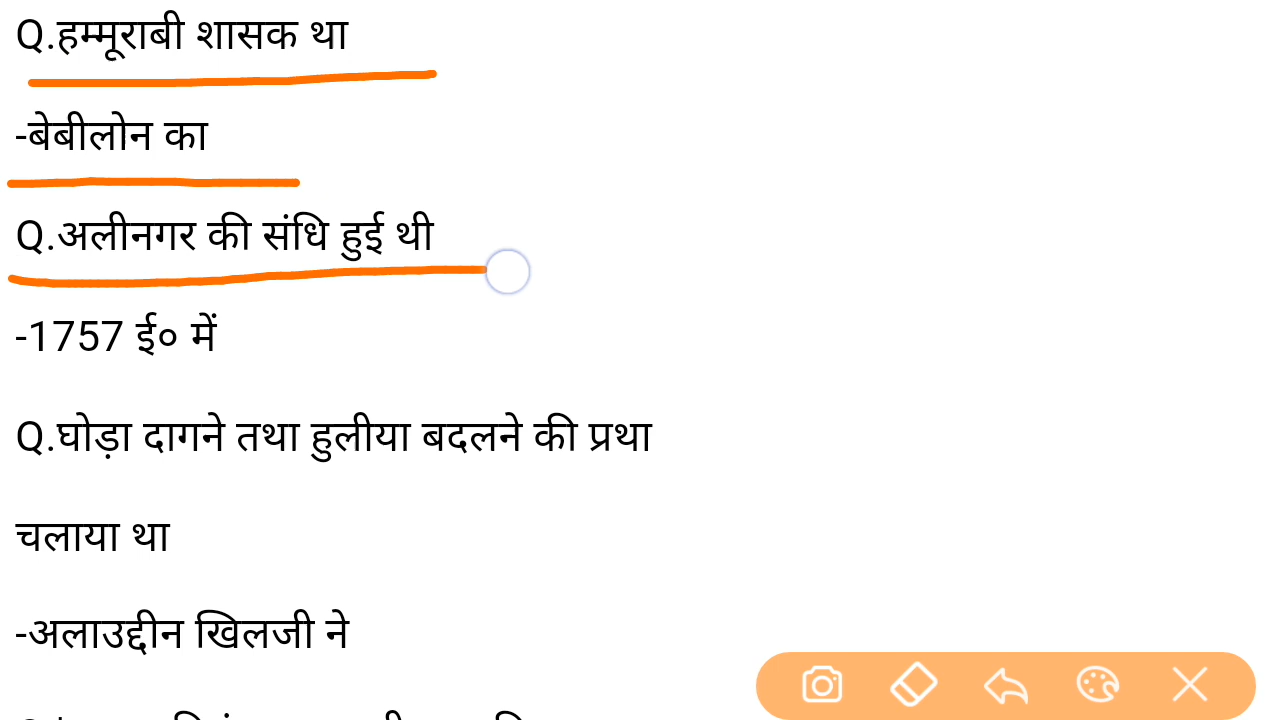 Q.हम्मूराबी शासक था
-बेबीलोन का
Q.अलीनगर की संधि हुई थी
-1757 ई० में
Q.घोड़ा दागने तथा हुलीया बदलने की प्रथा
चलाया था
-अलाउद्दीन खिलजी ने